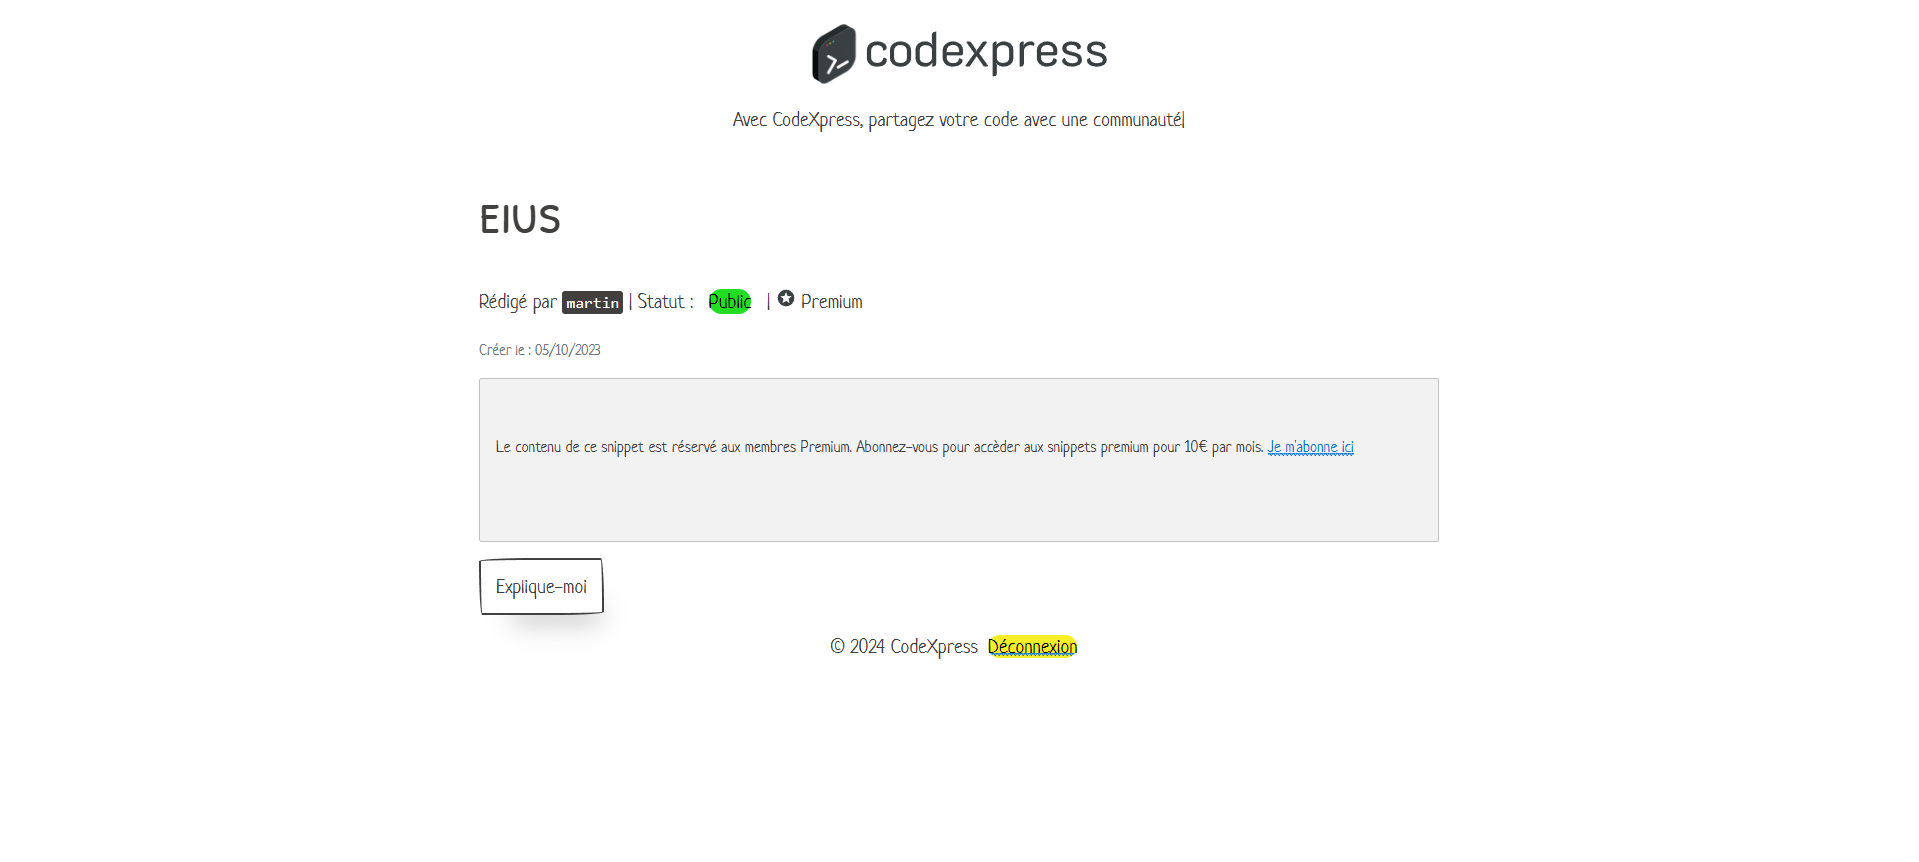 codexpress
Avec CodeXpress, partagez votre code avec une communauté|
EIUS
Rédigé par martin | Statut : Public | Premium
Créer le : 05/10/2023
Le contenu de ce snippet est réservé aux membres Premium. Abonnez-vous pour accèder aux snippets premium pour 10€ par mois. Je m'abonne ici
Explique-moi
© 2024 CodeXpress Déconnexion